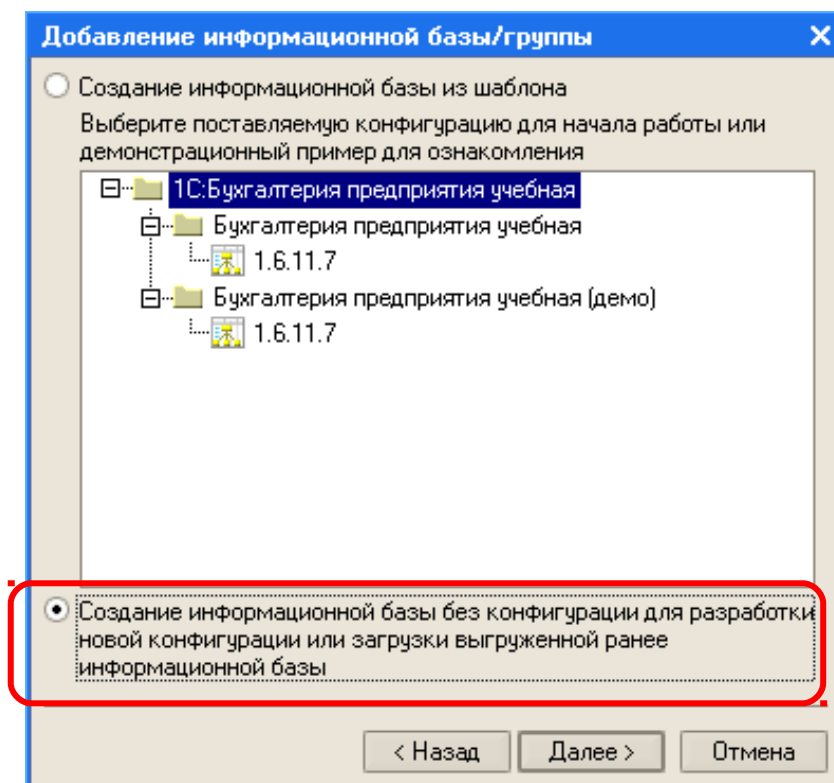 Добавление информационной базы/группы
Создание информационной базы из шаблона
Выберите поставляемую конфигурацию для начала работы или
демонстрационный пример для ознакомления
1С:Бухгалтерия предприятия учебная
Бухгалтерия предприятия учебная
1.6.11.7
Бухгалтерия предприятия учебная (демо)
1.6.11.7
Создание информационной базы без конфигурации для разработки
новой конфигурации или загрузки выгруженной ранее
информационной базы
< Назад Далее > Отмена